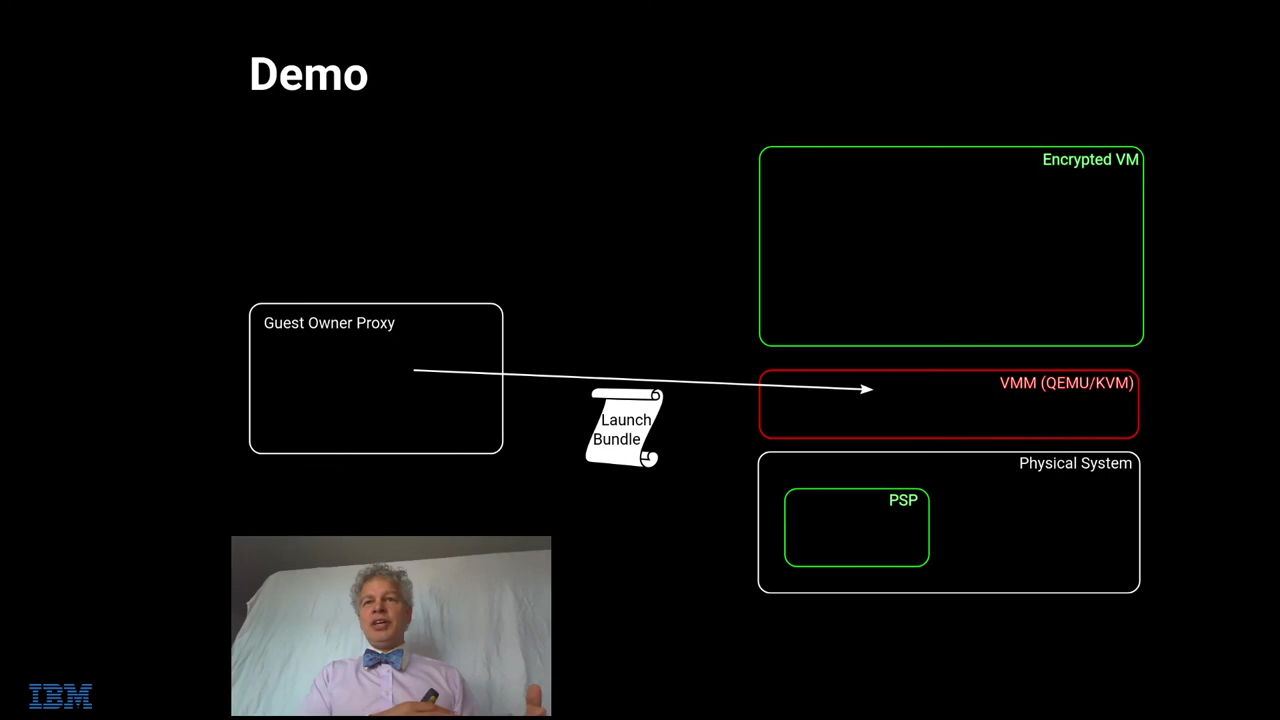 Demo
Encrypted VM
Guest Owner Proxy
VMM (QEMU/KVM)
Launch
Bundle
Physical System
PSP
IBM